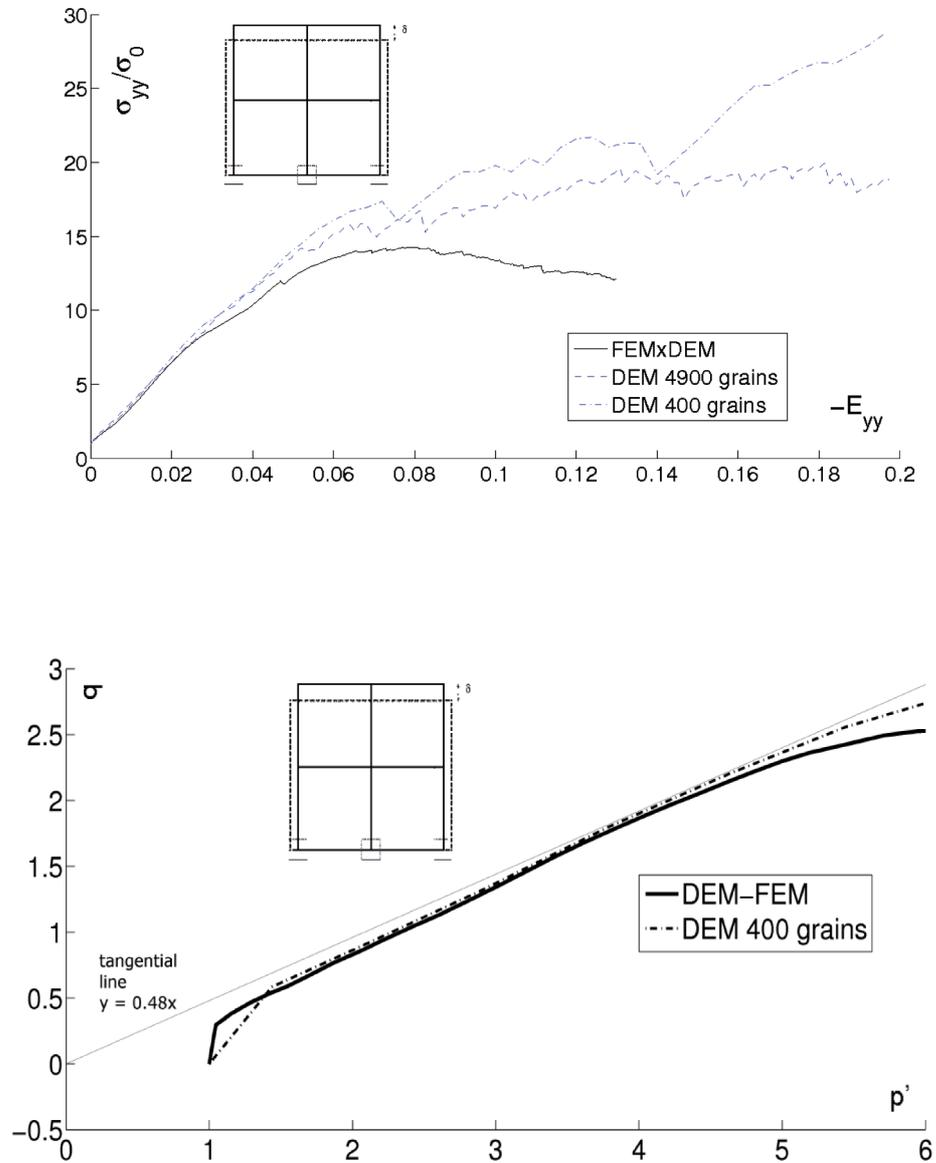 30
25
20
15
10
5
0
σyy/σ0
δ
FEMxDEM
DEM 4900 grains
DEM 400 grains
−Eyy
0 0.02 0.04 0.06 0.08 0.1 0.12 0.14 0.16 0.18 0.2
3
2.5
2
1.5
1
0.5
0
−0.5
q
δ
tangential
line
y = 0.48x
DEM−FEM
DEM 400 grains
p'
0 1 2 3 4 5 6